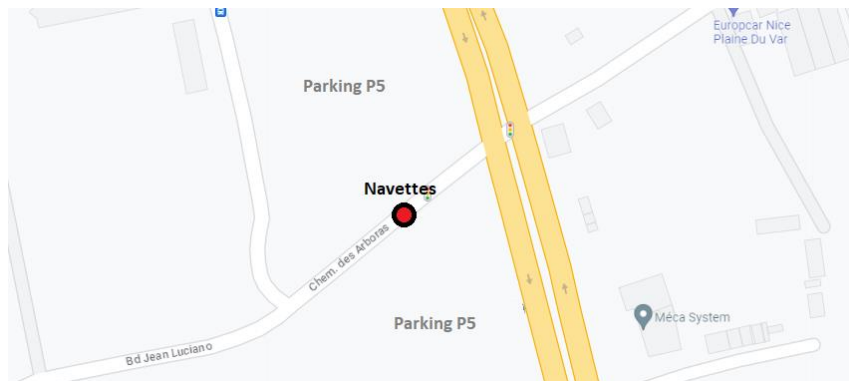 Europcar Nice
Plaine Du Var
Parking P5
Navettes
Chem. des Arboras
Parking P5
Méca System
Bd Jean Luciano